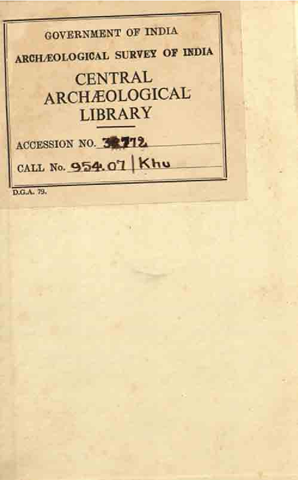 GOVERNMENT OF INDIA
ARCHÆOLOGICAL SURVEY OF INDIA
CENTRAL
ARCHÆOLOGICAL
LIBRARY
ACCESSION NO.
CALL No. 954.07/Khu
D.G.A. 79.